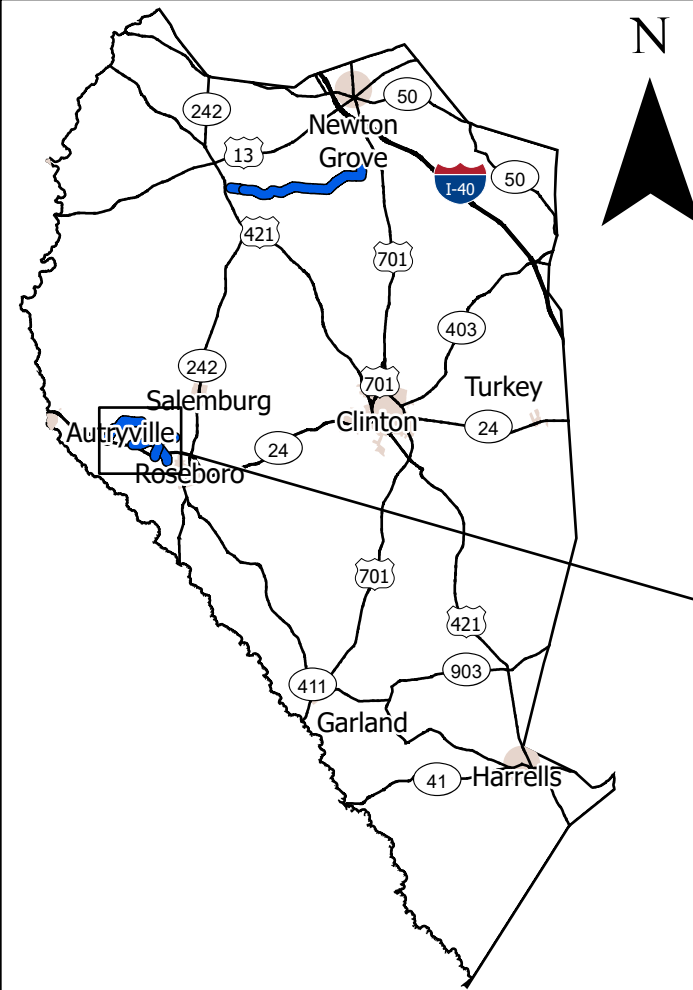 N
242
50
Newton
Grove
13
50
I-40
421
701
403
242
701
Salemburg
Turkey
Autryville
Clinton
24
24
Roseboro
701
421
903
411
Garland
41
Harrells